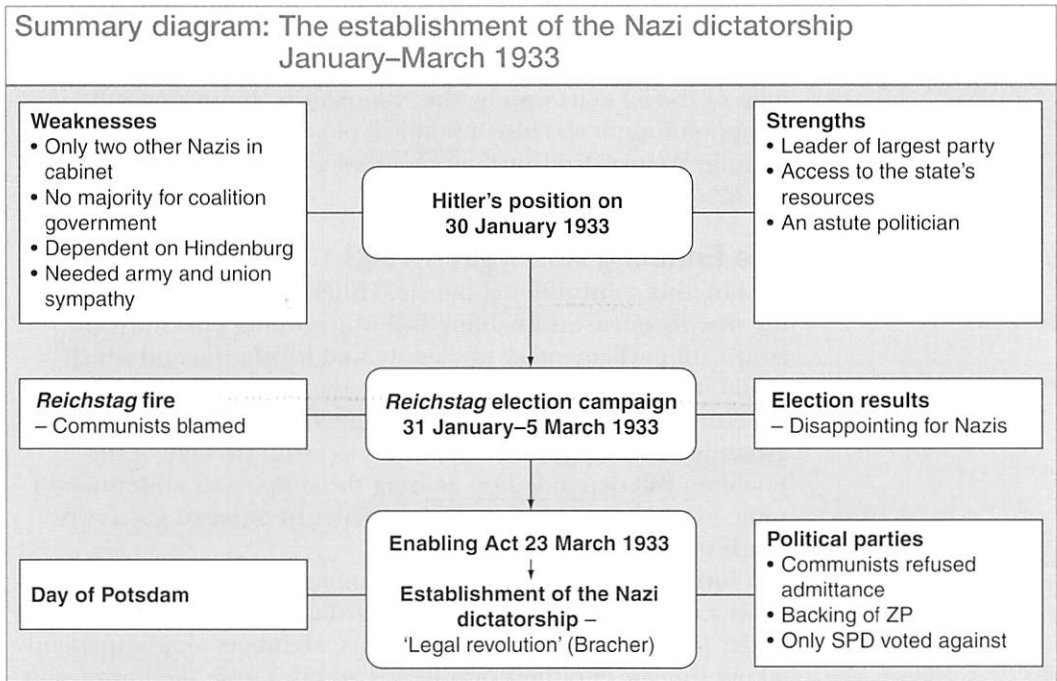 Summary diagram: The establishment of the Nazi dictatorship
January–March 1933
Weaknesses
• Only two other Nazis in
cabinet
• No majority for coalition
government
• Dependent on Hindenburg
• Needed army and union
sympathy
Hitler's position on
30 January 1933
Strengths
• Leader of largest party
• Access to the state's
resources
• An astute politician
Reichstag fire
– Communists blamed
Reichstag election campaign
31 January–5 March 1933
Election results
– Disappointing for Nazis
Day of Potsdam
Enabling Act 23 March 1933
Establishment of the Nazi
dictatorship –
'Legal revolution' (Bracher)
Political parties
• Communists refused
admittance
• Backing of ZP
• Only SPD voted against